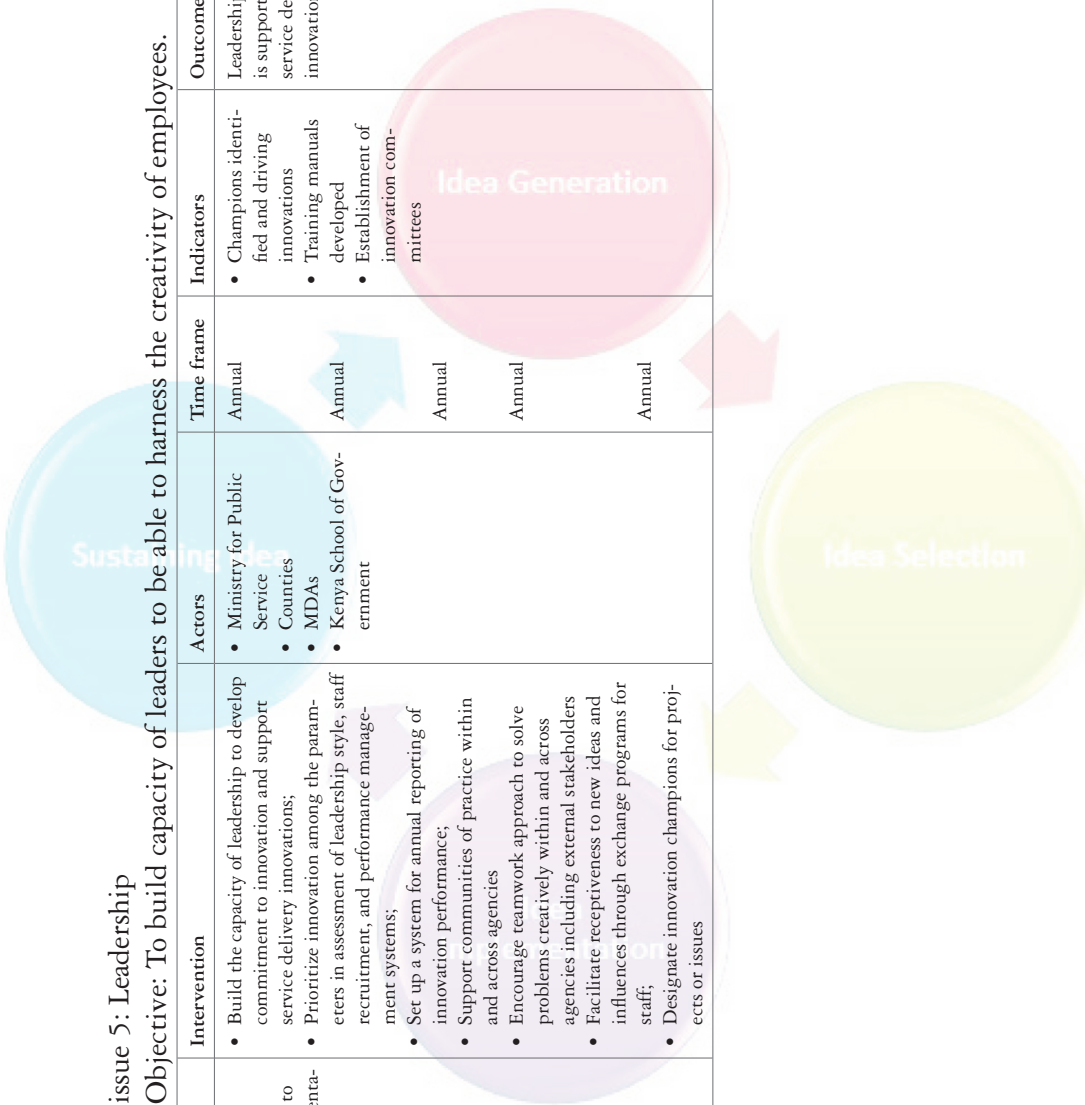 issue 5: Leadership
Objective: To build capacity of leaders to be able to harness the creativity of employees.
Intervention
Actors
Time frame
Indicators
Outcome
to
enta-
• Build the capacity of leadership to develop
commitment to innovation and support
service delivery innovations;
• Prioritize innovation among the param-
eters in assessment of leadership style, staff
recruitment, and performance manage-
ment systems;
• Set up a system for annual reporting of
innovation performance;
• Support communities of practice within
and across agencies
• Encourage teamwork approach to solve
problems creatively within and across
agencies including external stakeholders
• Facilitate receptiveness to new ideas and
influences through exchange programs for
staff;
• Designate innovation champions for proj-
ects or issues
• Ministry for Public
Service
• Counties
• MDAs
• Kenya School of Gov-
ernment
Annual
Annual
Annual
Annual
Annual
• Champions identi-
fied and driving
innovations
• Training manuals
developed
• Establishment of
innovation com-
mittees
Leadership
is support
service de
innovation
Idea Generation
Idea Selection
Idea
Implementation
Sustaining Idea